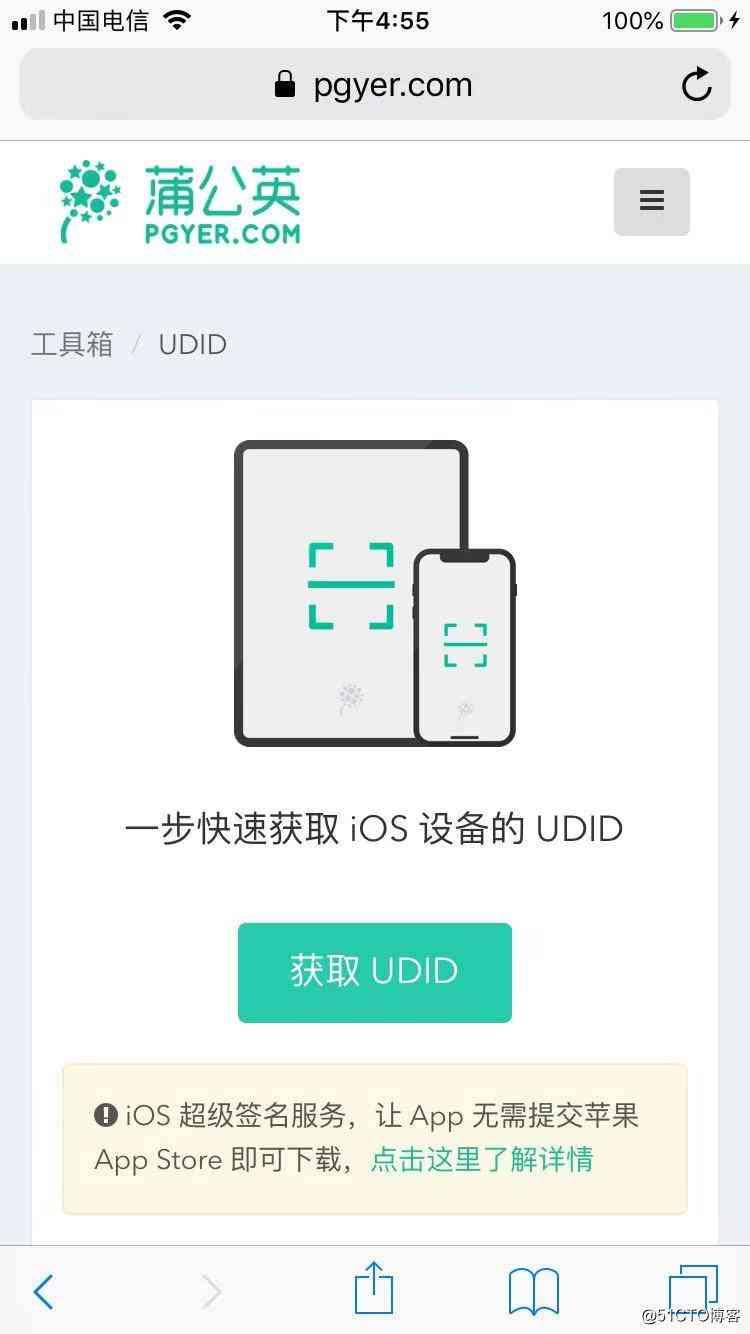 中国电信 下午4:55 100%
pgyer.com
蒲公英
PGYER.COM
工具箱 / UDID
一步快速获取 iOS 设备的 UDID
获取 UDID
iOS 超级签名服务，让 App 无需提交苹果
App Store 即可下载，点击这里了解详情
@51CTO博客